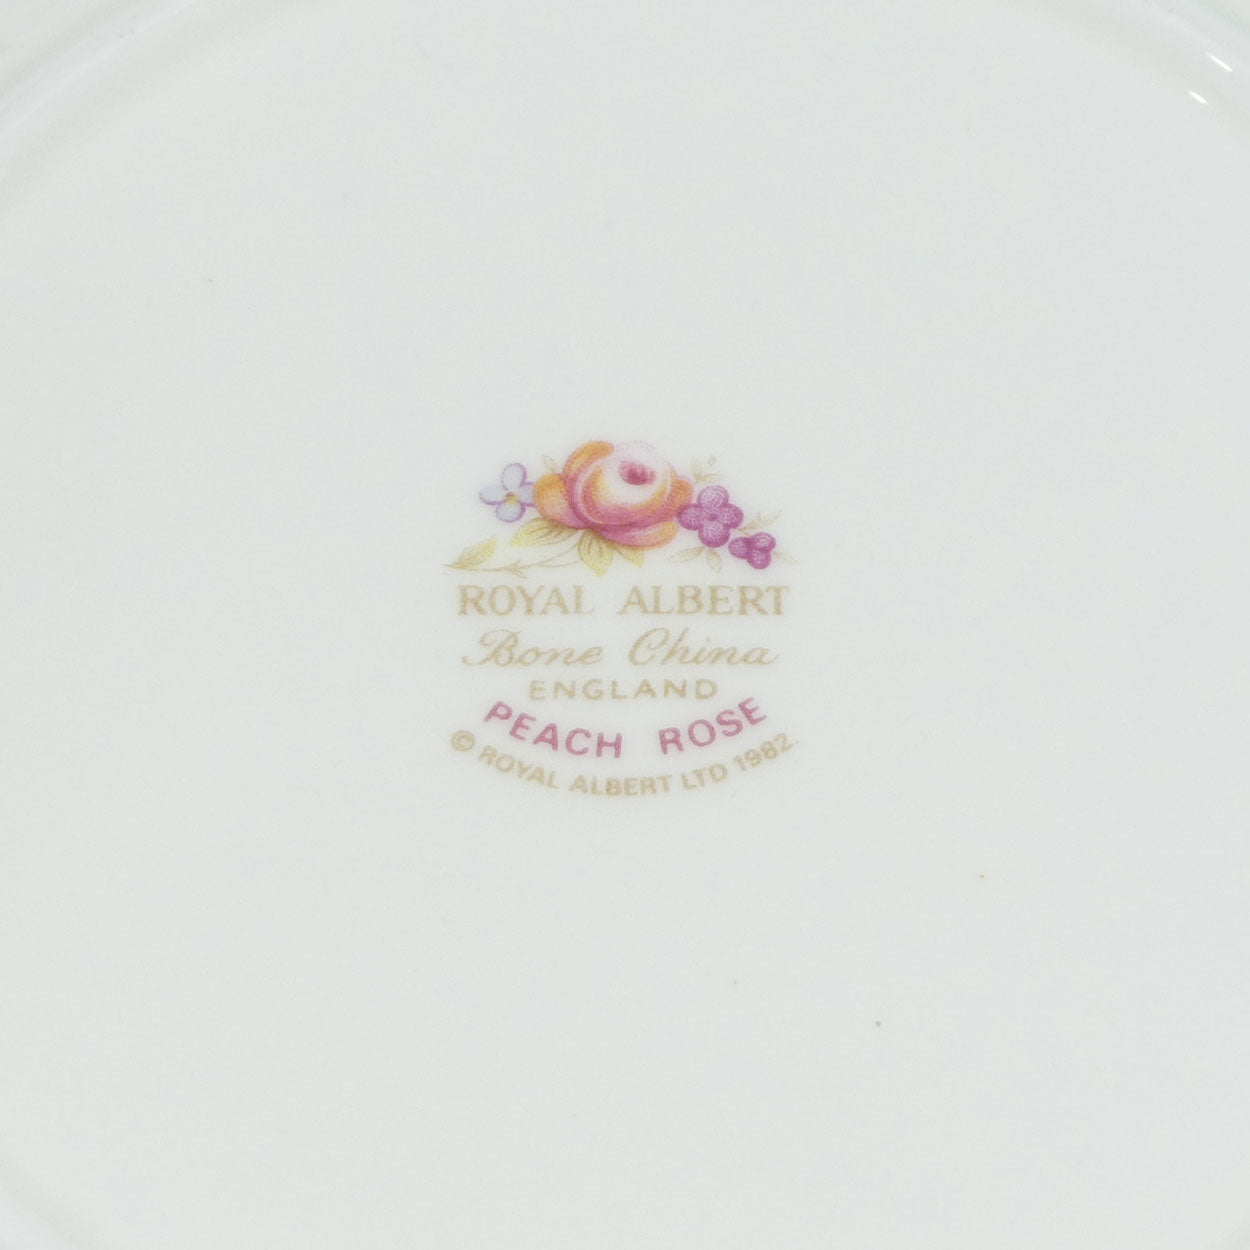 ROYAL ALBERT
Bone China
ENGLAND
PEACH ROSE
© ROYAL ALBERT LTD 1982.